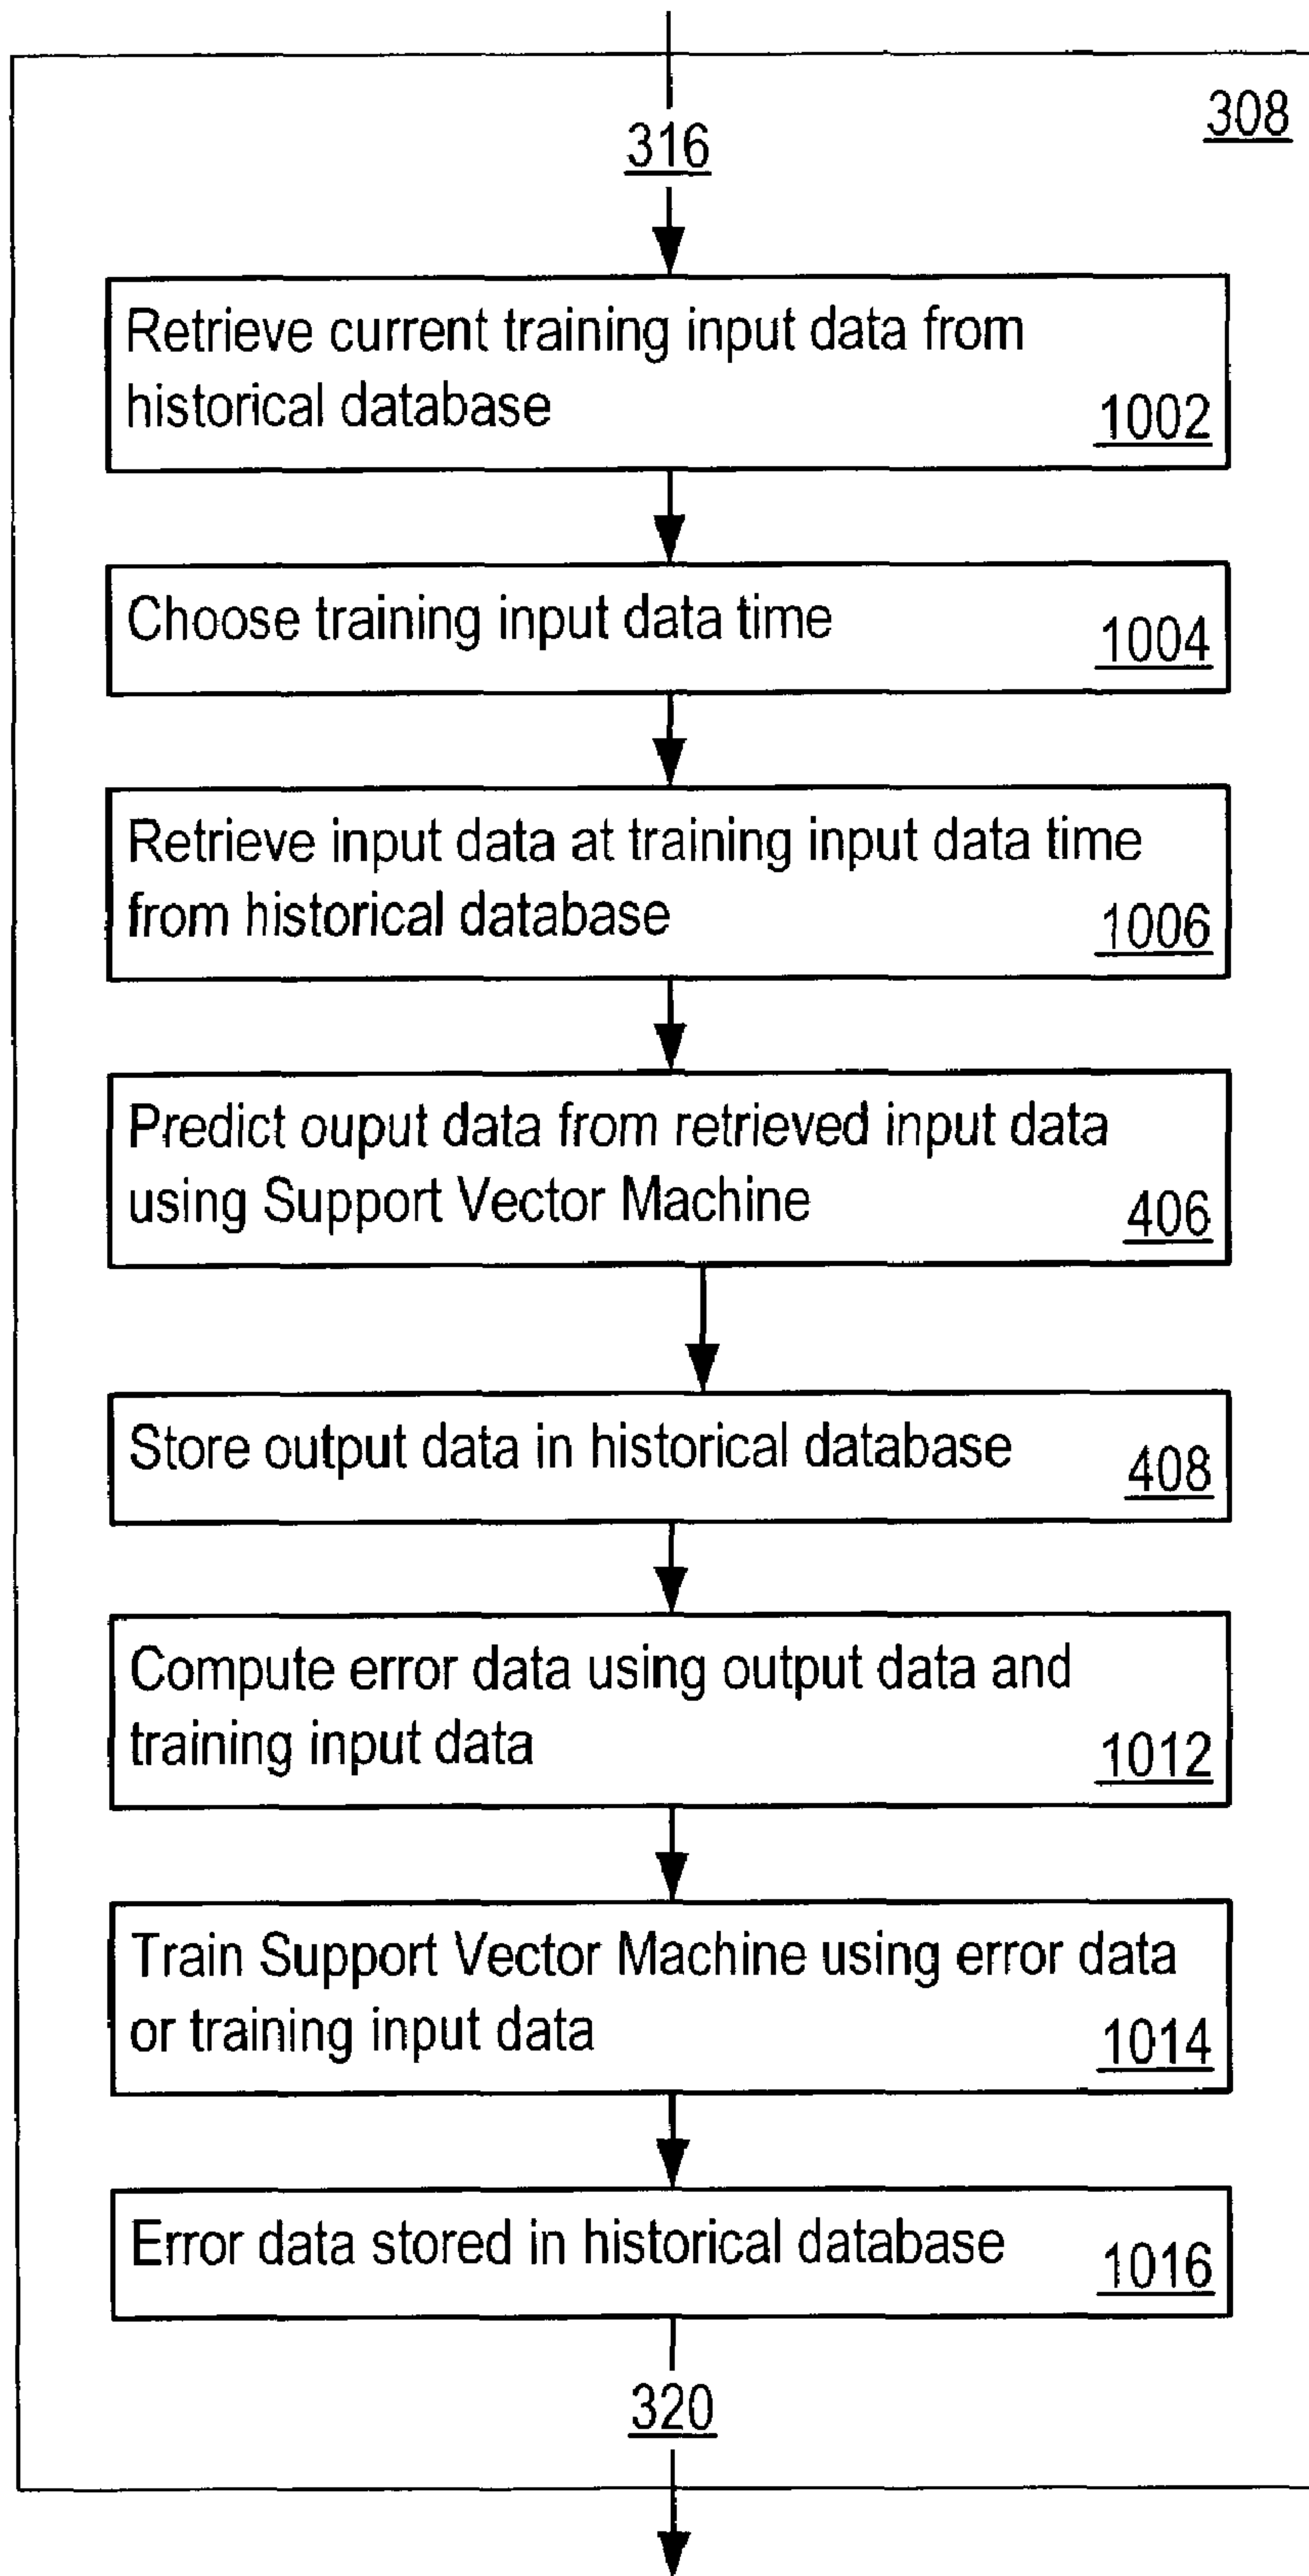 308
316
Retrieve current training input data from
historical database
1002
Choose training input data time
1004
Retrieve input data at training input data time
from historical database
1006
Predict ouput data from retrieved input data
using Support Vector Machine
406
Store output data in historical database
408
Compute error data using output data and
training input data
1012
Train Support Vector Machine using error data
or training input data
1014
Error data stored in historical database
1016
320